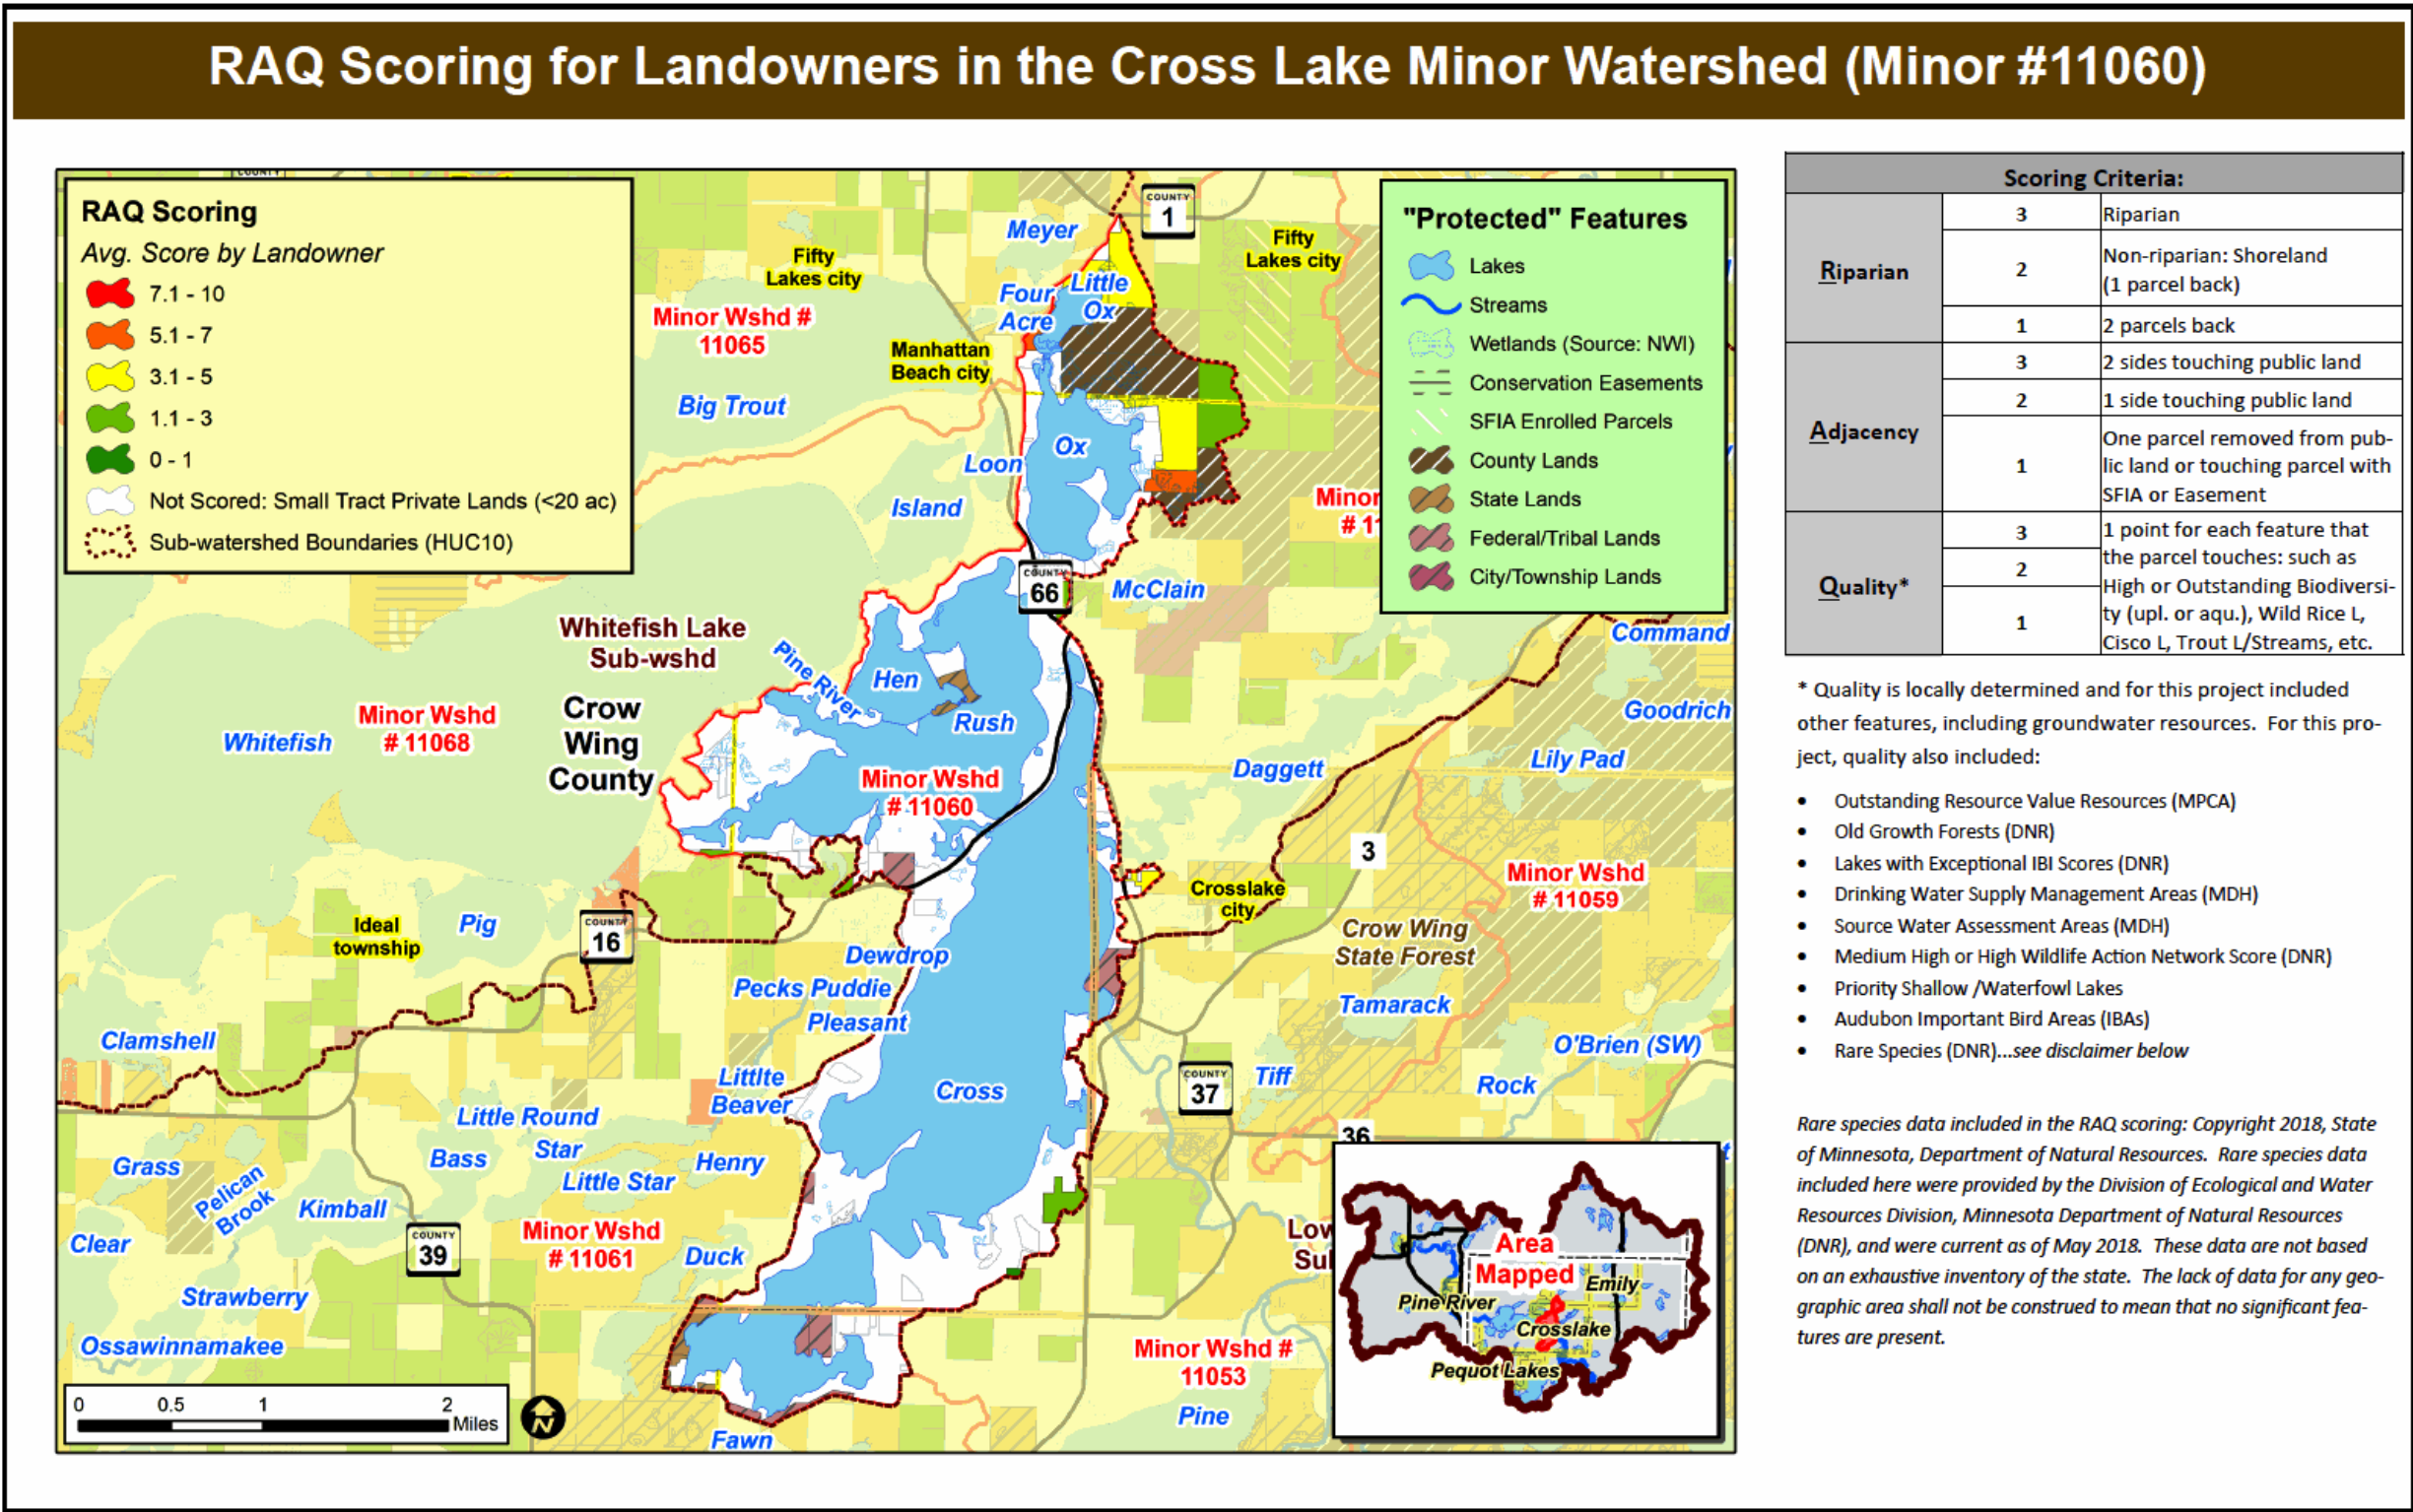 RAQ Scoring for Landowners in the Cross Lake Minor Watershed (Minor #11060)
RAQ Scoring
Avg. Score by Landowner
7.1 - 10
5.1 - 7
3.1 - 5
1.1 - 3
0 - 1
Not Scored: Small Tract Private Lands (<20 ac)
Sub-watershed Boundaries (HUC10)
"Protected" Features
Lakes
Streams
Wetlands (Source: NWI)
Conservation Easements
SFIA Enrolled Parcels
County Lands
State Lands
Federal/Tribal Lands
City/Township Lands
COUNTY
COUNTY
1
Meyer
Fifty
Lakes city
Fifty
Lakes city
Little
Ox
Four
Acre
Minor Wshd #
11065
Manhattan
Beach city
Big Trout
Ox
Loon
Island
Minor
# 1
COUNTY
66
McClain
Whitefish Lake
Sub-wshd
Pine River
Hen
Rush
Command
Goodrich
Crow
Wing
County
Minor Wshd
# 11068
Whitefish
Minor Wshd
# 11060
Daggett
Lily Pad
3
Minor Wshd
# 11059
Crosslake
city
Crow Wing
State Forest
Ideal
township
Pig
COUNTY
16
Dewdrop
Pecks Puddie
Pleasant
Tamarack
O'Brien (SW)
Clamshell
Littlte
Beaver
Cross
COUNTY
37
Tiff
Rock
36
Little Round
Star
Bass
Little Star
Henry
Grass
Pelican
Brook
Kimball
Clear
COUNTY
39
Minor Wshd
# 11061
Duck
Low
Sul
Strawberry
Ossawinnamakee
Minor Wshd #
11053
Pine
Fawn
0 0.5 1 2
Miles
N
Area
Mapped
Emily
Pine River
Crosslake
Pequot Lakes
Scoring Criteria:
Riparian
3 Riparian
2 Non-riparian: Shoreland
(1 parcel back)
1 2 parcels back
Adjacency
3 2 sides touching public land
2 1 side touching public land
1 One parcel removed from pub-
lic land or touching parcel with
SFIA or Easement
Quality*
3
2
1
1 point for each feature that
the parcel touches: such as
High or Outstanding Biodiversi-
ty (upl. or aqu.), Wild Rice L,
Cisco L, Trout L/Streams, etc.
* Quality is locally determined and for this project included
other features, including groundwater resources. For this pro-
ject, quality also included:
• Outstanding Resource Value Resources (MPCA)
• Old Growth Forests (DNR)
• Lakes with Exceptional IBI Scores (DNR)
• Drinking Water Supply Management Areas (MDH)
• Source Water Assessment Areas (MDH)
• Medium High or High Wildlife Action Network Score (DNR)
• Priority Shallow /Waterfowl Lakes
• Audubon Important Bird Areas (IBAs)
• Rare Species (DNR)...see disclaimer below
Rare species data included in the RAQ scoring: Copyright 2018, State
of Minnesota, Department of Natural Resources. Rare species data
included here were provided by the Division of Ecological and Water
Resources Division, Minnesota Department of Natural Resources
(DNR), and were current as of May 2018. These data are not based
on an exhaustive inventory of the state. The lack of data for any geo-
graphic area shall not be construed to mean that no significant fea-
tures are present.